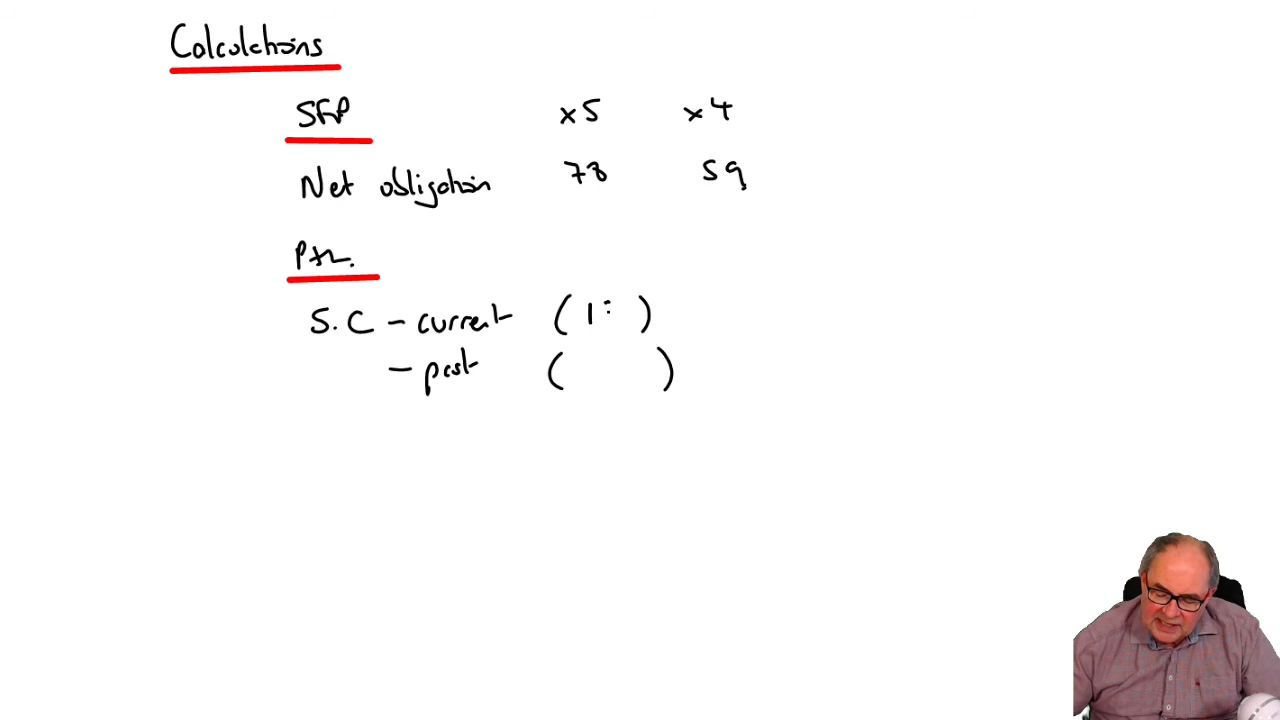 Calculations
SFP x5 x4
Net obligation 78 59
P+L.
S.C - current ( 1 )
- past ( )